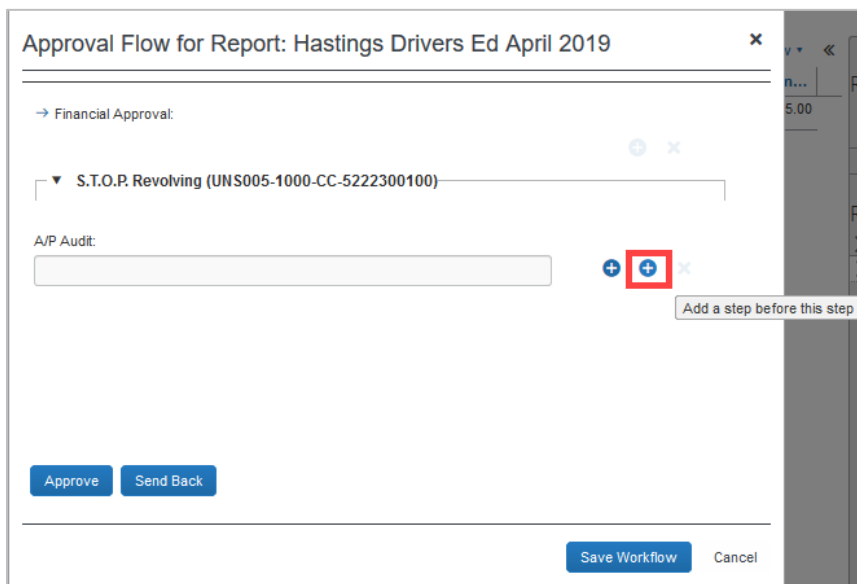 Approval Flow for Report: Hastings Drivers Ed April 2019
Financial Approval:
S.T.O.P. Revolving (UNS005-1000-CC-5222300100)
A/P Audit:
Add a step before this step
Approve Send Back
Save Workflow Cancel
n...
5.00